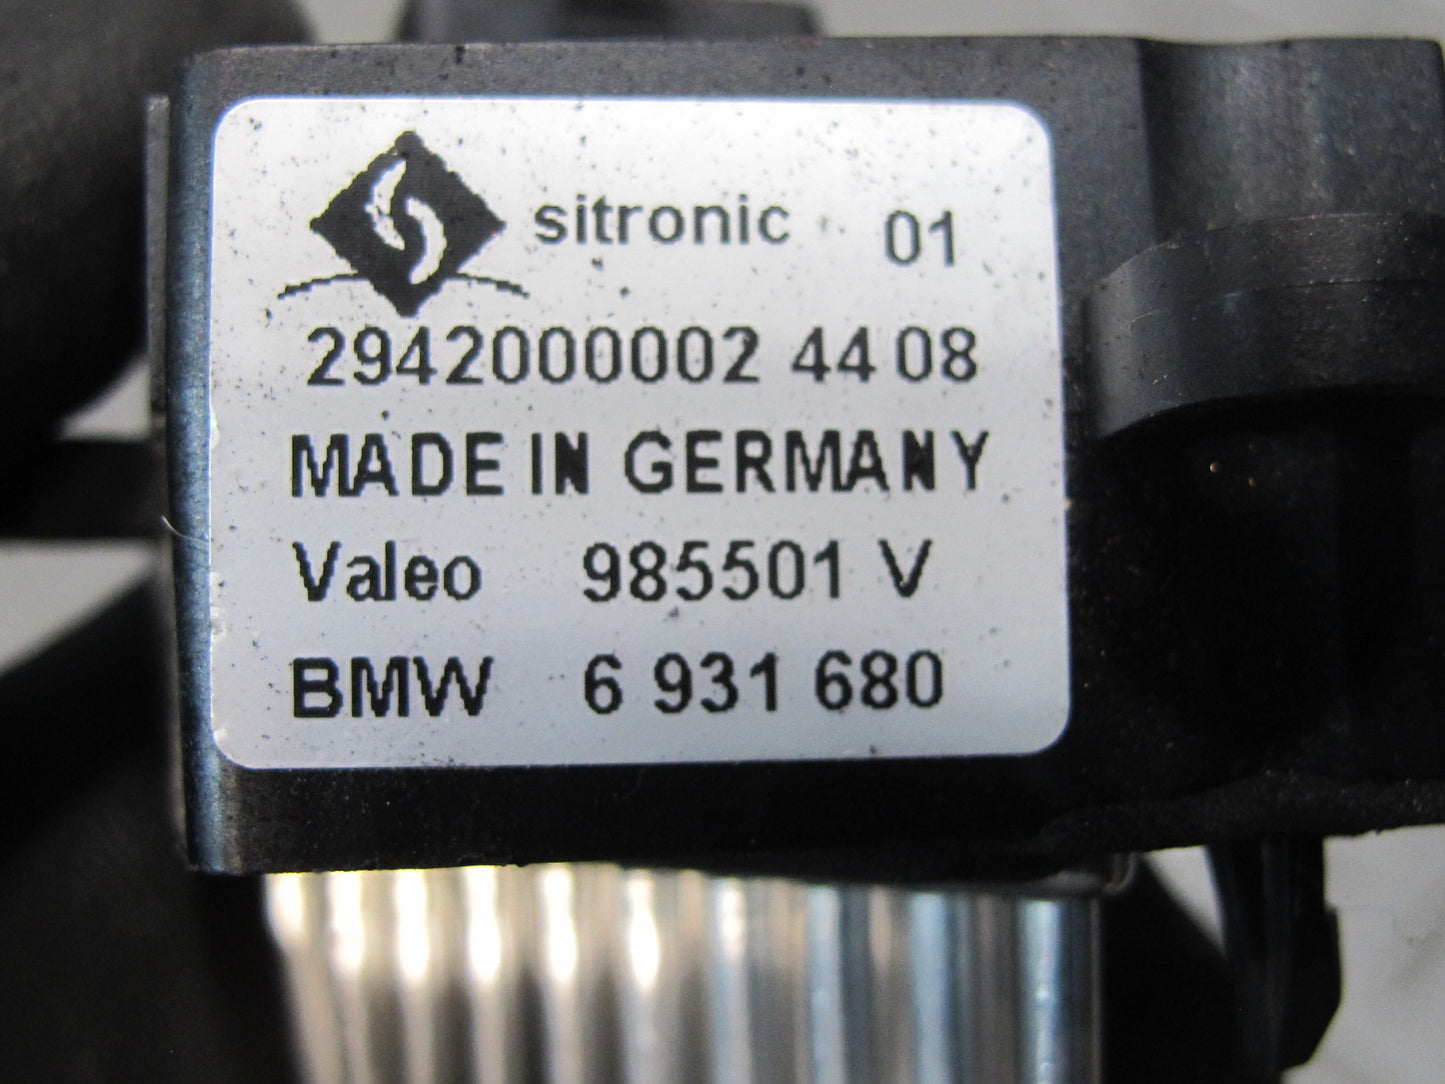 sitronic 01
2942000002 44 08
MADE IN GERMANY
Valeo 985501 V
BMW 6 931 680